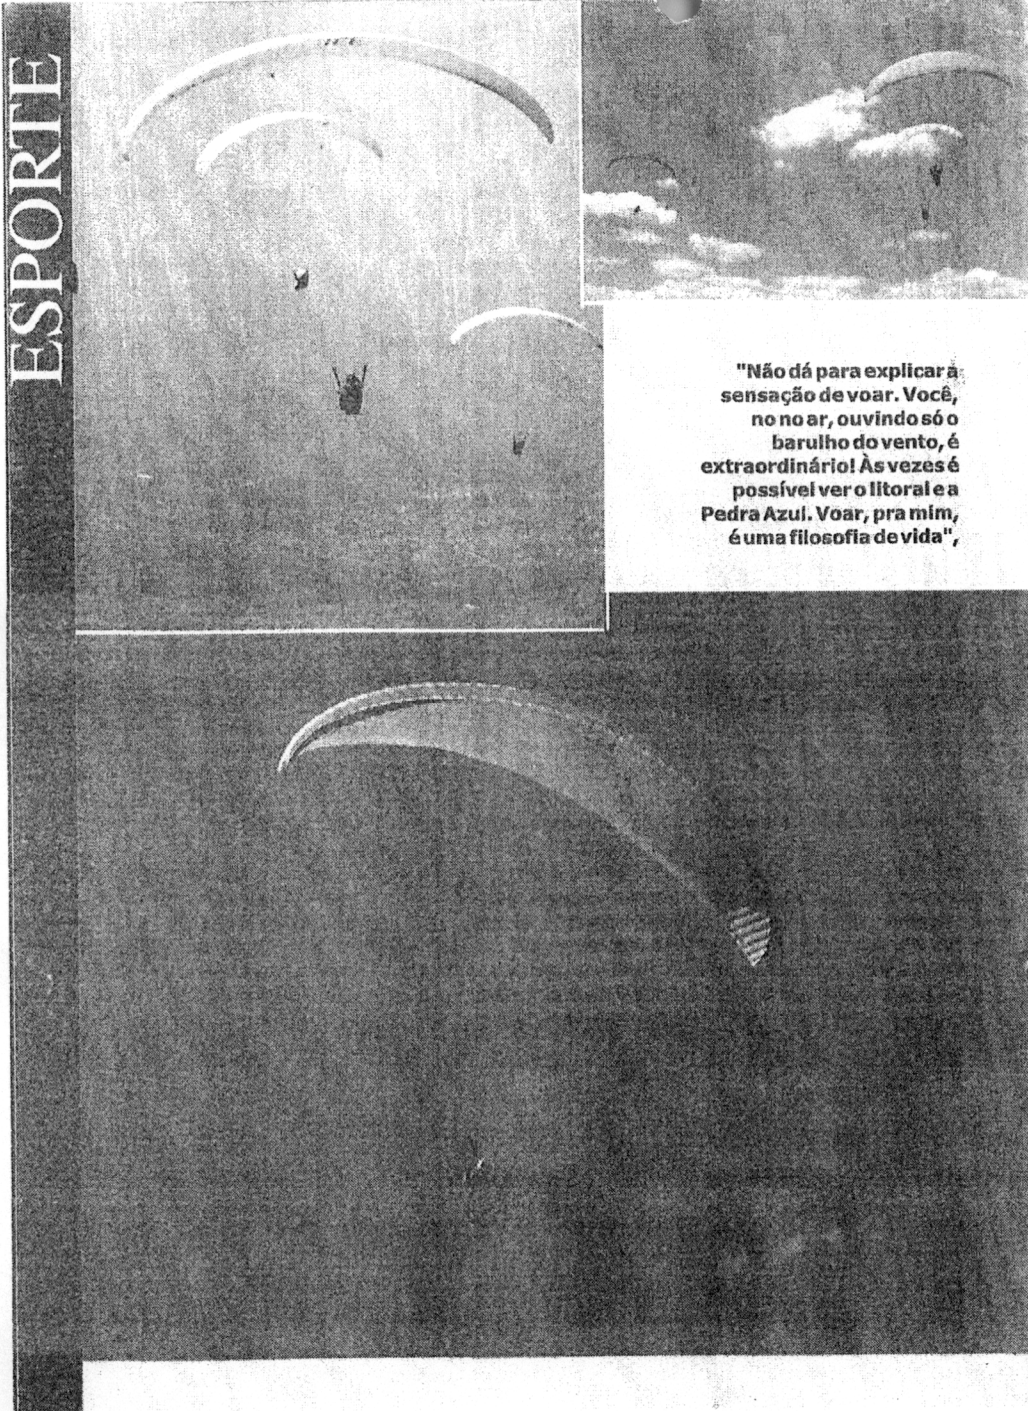 ESPORTE
"Não dá para explicar a
sensação de voar. Você,
no no ar, ouvindo só o
barulho do vento, é
extraordinário! Às vezes é
possível ver o litoral e a
Pedra Azul. Voar, pra mim,
é uma filosofia de vida",